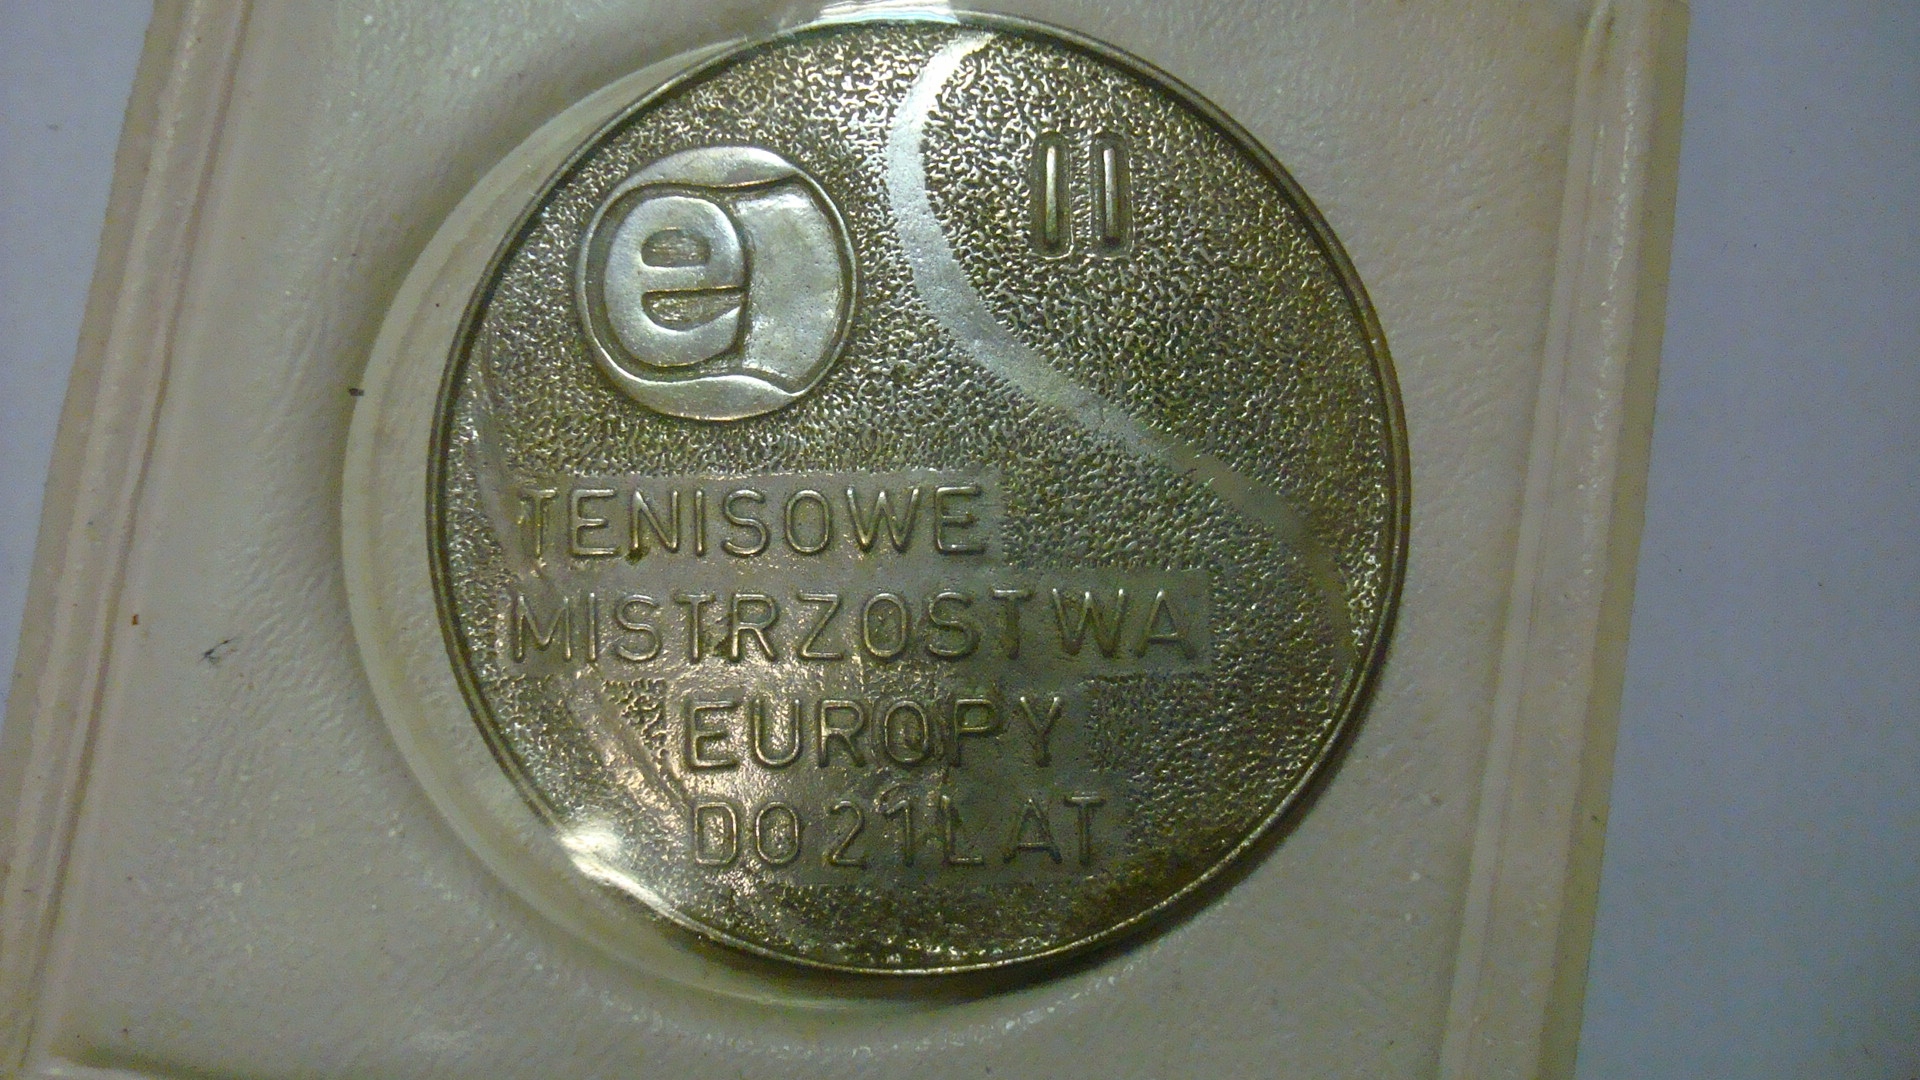 e
II
TENISOWE
MISTRZOSTWA
EUROPY
DO 21 LAT